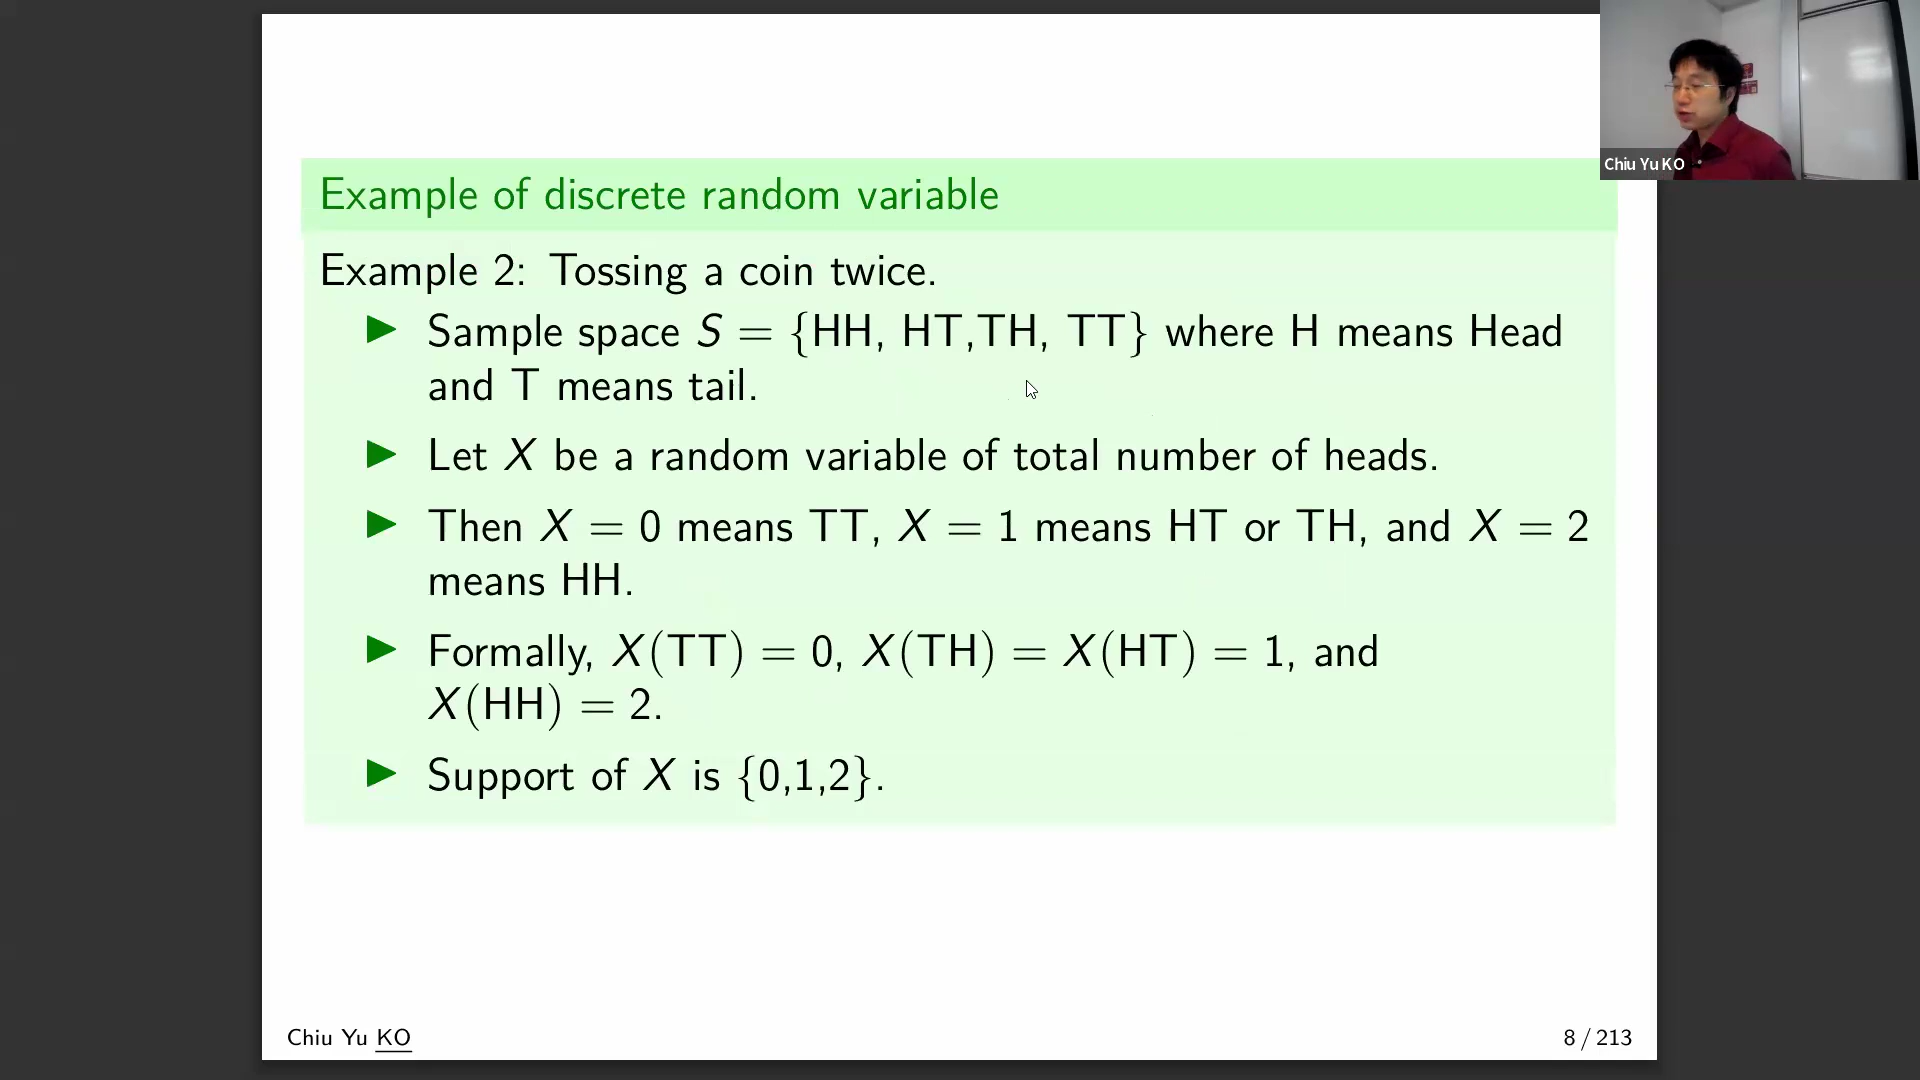 Chiu Yu KO
Example of discrete random variable
Example 2: Tossing a coin twice.
▶ Sample space S = {HH, HT,TH, TT} where H means Head
and T means tail.
▶ Let X be a random variable of total number of heads.
▶ Then X = 0 means TT, X = 1 means HT or TH, and X = 2
means HH.
▶ Formally, X(TT) = 0, X(TH) = X(HT) = 1, and
X(HH) = 2.
▶ Support of X is {0,1,2}.
Chiu Yu KO
8 / 213